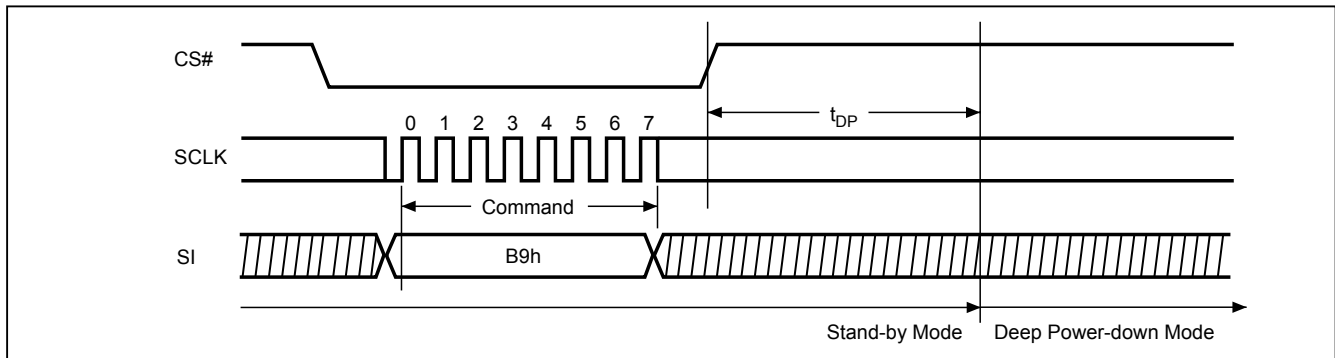 CS#
t_DP
0 1 2 3 4 5 6 7
SCLK
Command
SI
B9h
Stand-by Mode
Deep Power-down Mode